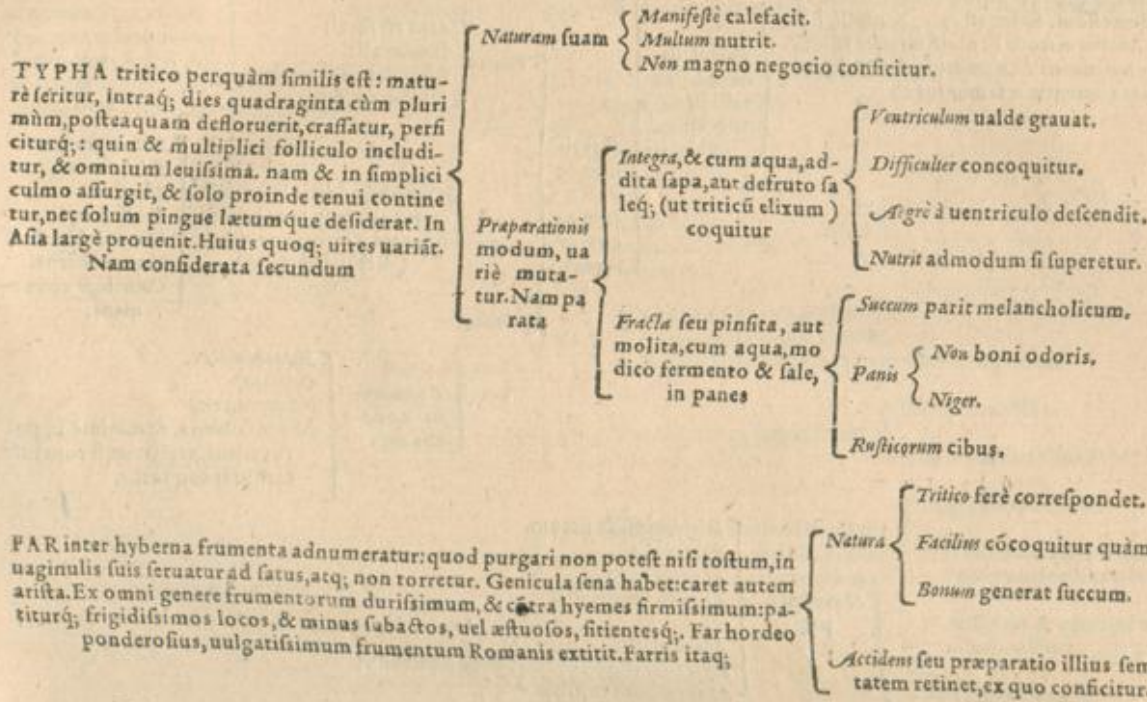 TYPHA tritico perquàm ſimilis eſt: matu-
rè ſeritur, intraq́; dies quadraginta cùm pluri
mùm, poſteaquam defloruerit, craſſatur, perfi
citurq́;: quin & multiplici folliculo includi-
tur, & omnium leuiſsima. nam & in ſimplici
culmo aſſurgit, & ſolo proinde tenui contine
tur, nec ſolum pingue lætumq́ue deſiderat. In
Aſia largè prouenit. Huius quoq; uires uariāt.
Nam conſiderata ſecundum
Naturam ſuam
Manifeſtè calefacit.
Multum nutrit.
Non magno negocio conficitur.
Præparationis
modum, ua
riè muta-
tur. Nam pa
rata
Integra, & cum aqua, ad-
dita ſapa, aut defruto ſa
leq́; (ut triticū elixum)
coquitur
Ventriculum ualde grauat.
Difficulter concoquitur.
Aegrè à uentriculo deſcendit.
Nutrit admodum ſi ſuperetur.
Fracta ſeu pinſita, aut
molita, cum aqua, mo
dico fermento & ſale,
in panes
Succum parit melancholicum.
Panis
Non boni odoris.
Niger.
Ruſticorum cibus.
FAR inter hyberna frumenta adnumeratur: quod purgari non poteſt niſi toſtum, in
uaginulis ſuis ſeruatur ad ſatus, atq; non torretur. Genicula ſena habet: caret autem
ariſta. Ex omni genere frumentorum duriſsimum, & cōtra hyemes firmiſsimum: pa-
titurq́; frigidiſsimos locos, & minus ſubactos, uel æſtuoſos, ſitientesq́;. Far hordeo
ponderoſius, uulgatiſsimum frumentum Romanis extitit. Farris itaq;
Natura
Tritico ferè correſpondet.
Facilius cōcoquitur quàm
Bonum generat ſuccum.
Accidens ſeu præparatio illius ſem
tatem retinet, ex quo conficitur.